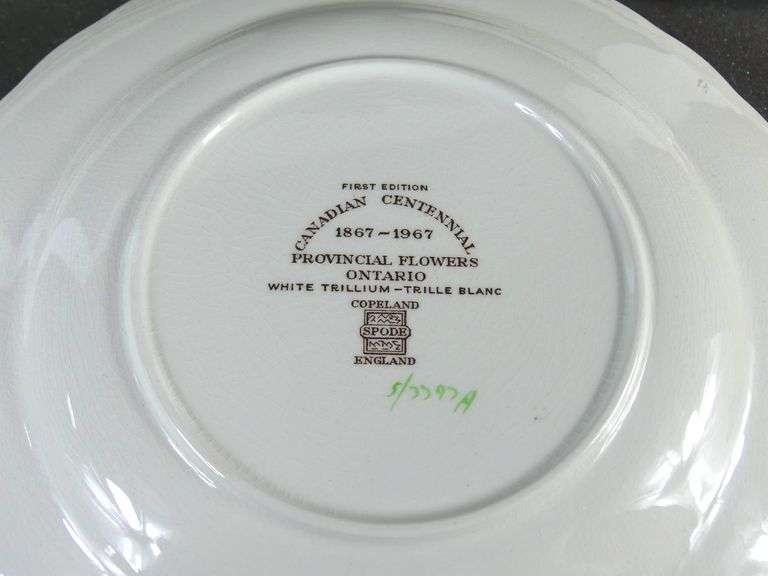 FIRST EDITION
CANADIAN CENTENNIAL
1867~1967
PROVINCIAL FLOWERS
ONTARIO
WHITE TRILLIUM - TRILLE BLANC
COPELAND
SPODE
ENGLAND